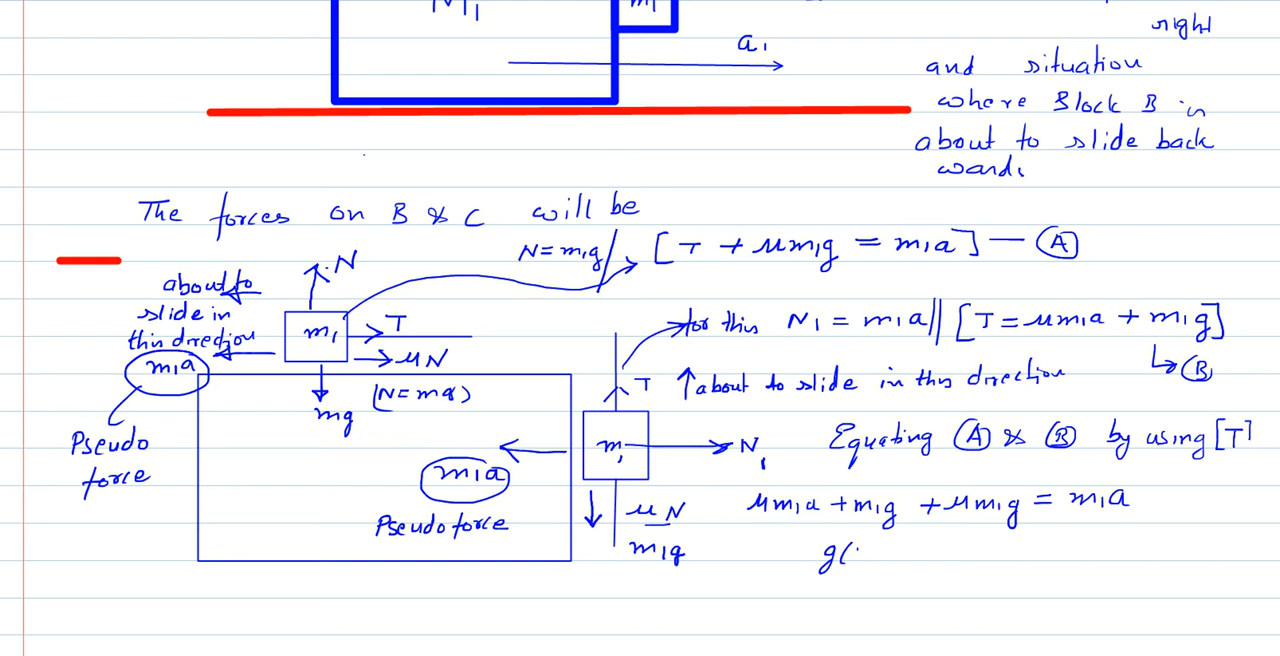 M1
m1
a1
right
and situation
where Block B is
about to slide back
wards
The forces on B & C will be
N = m1g // [T + μm1g = m1a] — (A)
N
about to
slide in
this direction
m1
T
μN
(N = mg)
mg
m1a
Pseudo
force
m1a
Pseudo force
for this N1 = m1a // [T = μm1a + m1g]
(B)
T ↑ about to slide in this direction
m1
N1
μN
m1g
Equating (A) & (B) by using [T]
μm1a + m1g + μm1g = m1a
g(